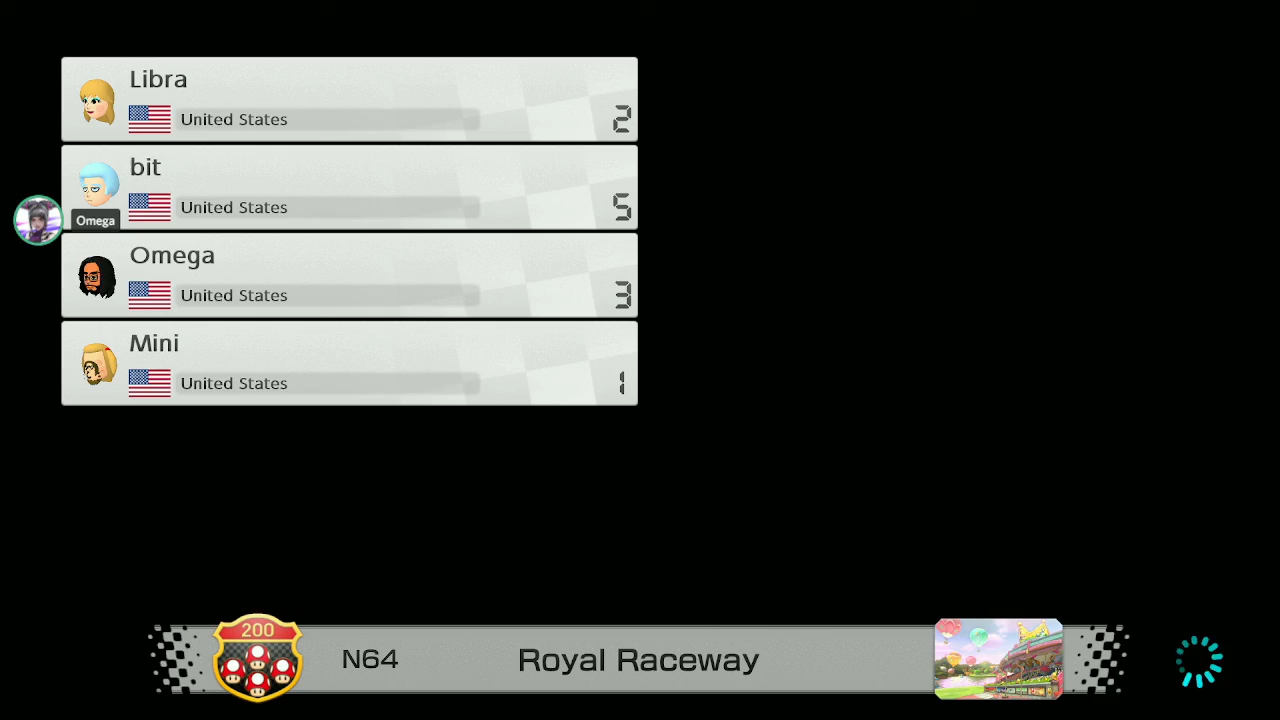 Libra
United States
2
bit
United States
5
Omega
Omega
United States
3
Mini
United States
1
200
N64
Royal Raceway